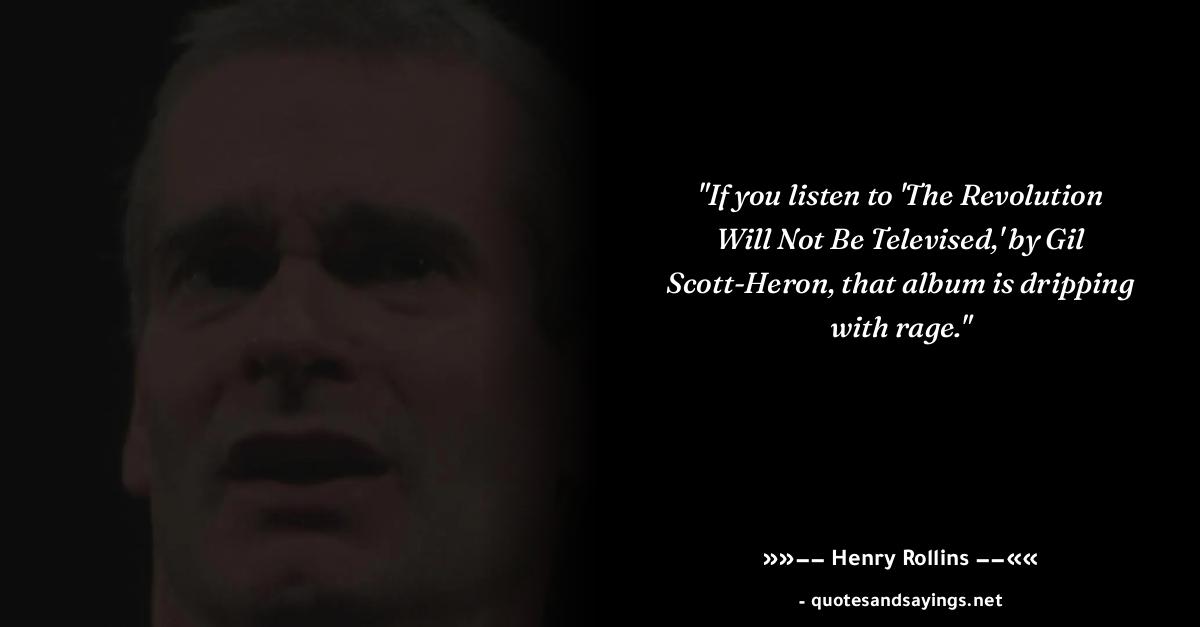 "If you listen to 'The Revolution
Will Not Be Televised,' by Gil
Scott-Heron, that album is dripping
with rage."
»»−− Henry Rollins −−««
- quotesandsayings.net